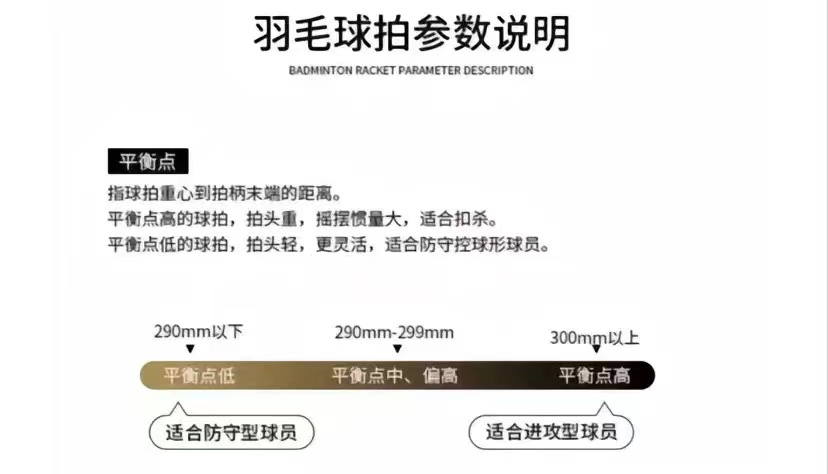 羽毛球拍参数说明
BADMINTON RACKET PARAMETER DESCRIPTION
平衡点
指球拍重心到拍柄末端的距离。
平衡点高的球拍，拍头重，摇摆惯量大，适合扣杀。
平衡点低的球拍，拍头轻，更灵活，适合防守控球形球员。
290mm以下 290mm-299mm 300mm以上
平衡点低 平衡点中、偏高 平衡点高
适合防守型球员 适合进攻型球员